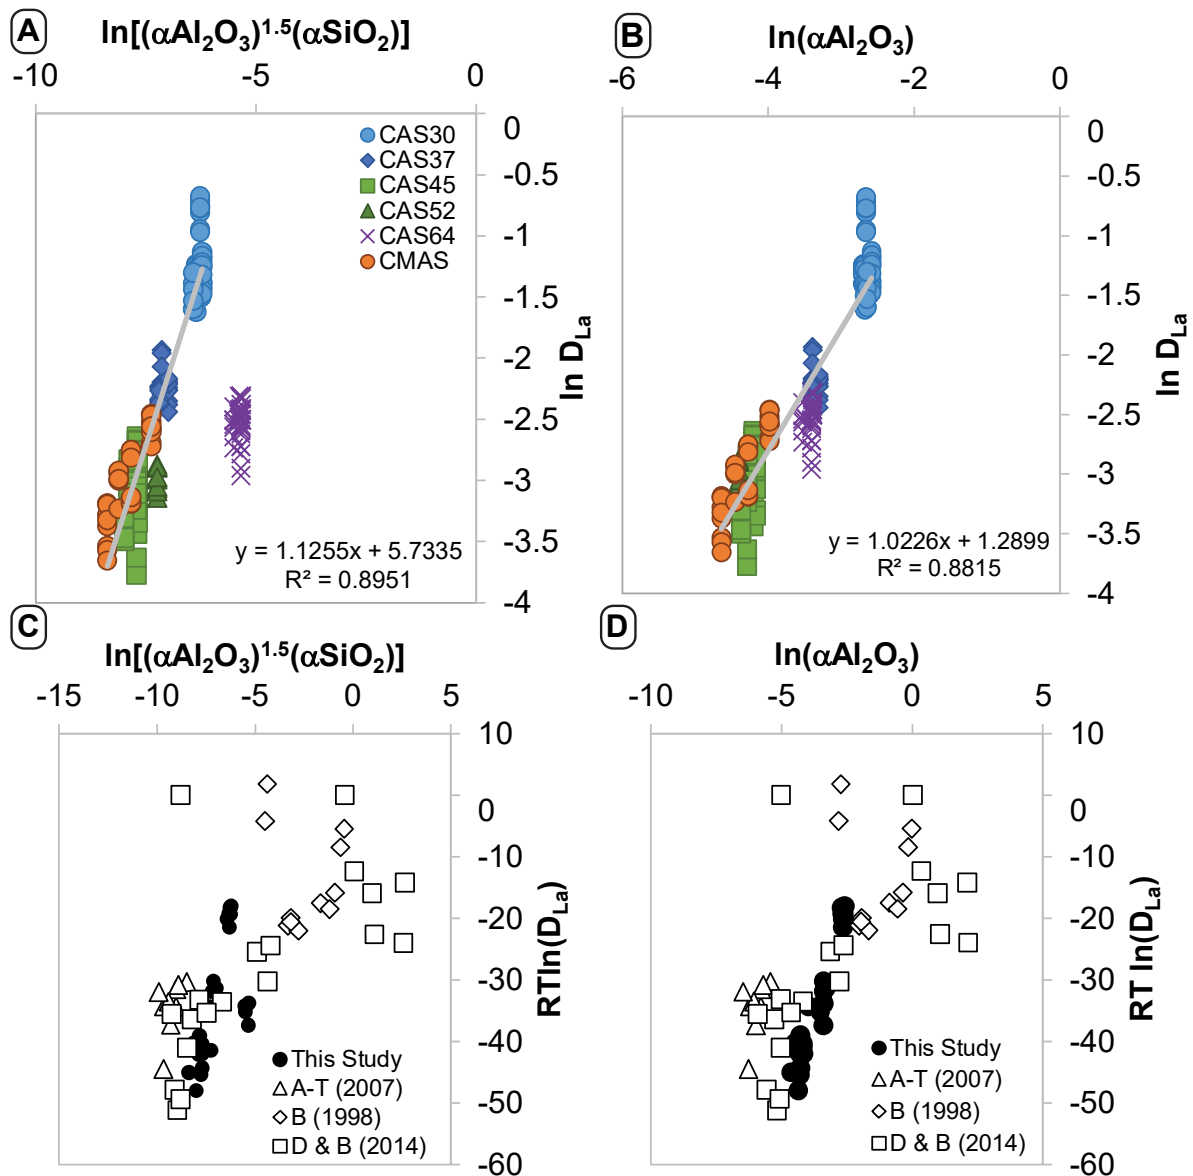 A
ln[(αAl₂O₃)¹·⁵(αSiO₂)]
-10 -5 0
0
-0.5
-1
-1.5
-2
-2.5
-3
-3.5
-4
ln D_La
CAS30
CAS37
CAS45
CAS52
CAS64
CMAS
y = 1.1255x + 5.7335
R² = 0.8951
B
ln(αAl₂O₃)
-6 -4 -2 0
0
-0.5
-1
-1.5
-2
-2.5
-3
-3.5
-4
ln D_La
y = 1.0226x + 1.2899
R² = 0.8815
C
ln[(αAl₂O₃)¹·⁵(αSiO₂)]
-15 -10 -5 0 5
10
0
-10
-20
-30
-40
-50
-60
RTln(D_La)
This Study
A-T (2007)
B (1998)
D & B (2014)
D
ln(αAl₂O₃)
-10 -5 0 5
10
0
-10
-20
-30
-40
-50
-60
RT ln(D_La)
This Study
A-T (2007)
B (1998)
D & B (2014)